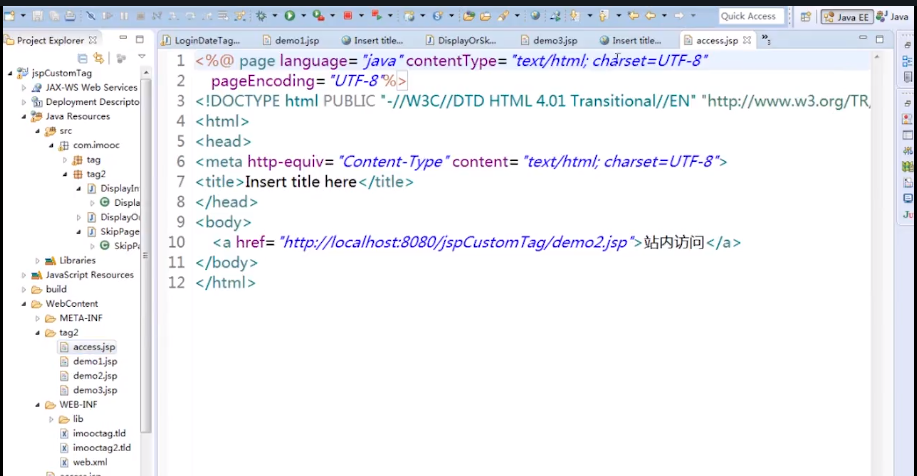 Quick Access
Java EE
Java
Project Explorer
LoginDateTag...
demo1.jsp
Insert title...
DisplayOrSk...
demo3.jsp
Insert title...
access.jsp
jspCustomTag
JAX-WS Web Services
Deployment Descripto
Java Resources
src
com.imooc
tag
tag2
DisplayIn
Displa
DisplayOr
SkipPage
SkipPa
Libraries
JavaScript Resources
build
WebContent
META-INF
tag2
access.jsp
demo1.jsp
demo2.jsp
demo3.jsp
WEB-INF
lib
imooctag.tld
imooctag2.tld
web.xml
1 <%@ page language="java" contentType="text/html; charset=UTF-8"
2 pageEncoding="UTF-8"%>
3 <!DOCTYPE html PUBLIC "-//W3C//DTD HTML 4.01 Transitional//EN" "http://www.w3.org/TR/
4 <html>
5 <head>
6 <meta http-equiv="Content-Type" content="text/html; charset=UTF-8">
7 <title>Insert title here</title>
8 </head>
9 <body>
10 <a href="http://localhost:8080/jspCustomTag/demo2.jsp">站内访问</a>
11 </body>
12 </html>